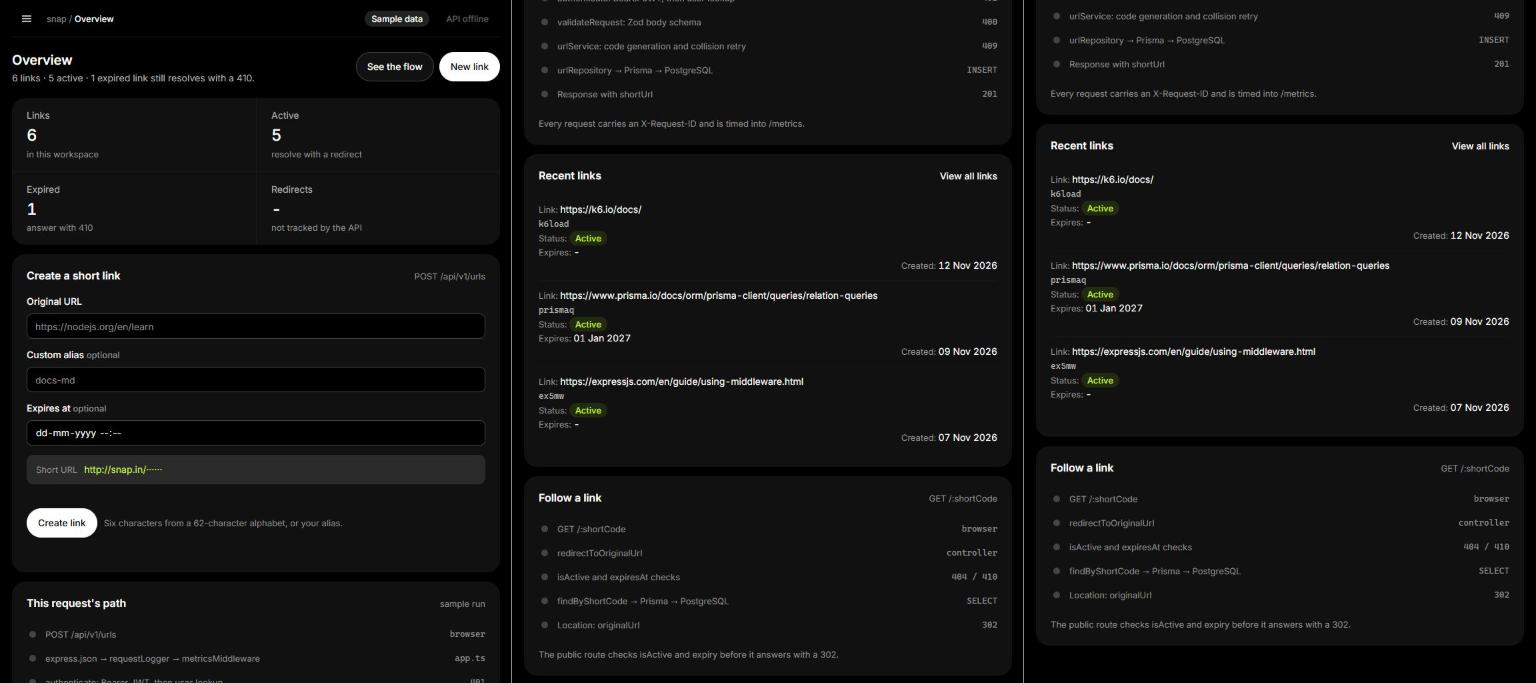 snap / Overview
Sample data
API offline
Overview
6 links · 5 active · 1 expired link still resolves with a 410.
See the flow
New link
Links
6
in this workspace
Active
5
resolve with a redirect
Expired
1
answer with 410
Redirects
-
not tracked by the API
Create a short link
POST /api/v1/urls
Original URL
https://nodejs.org/en/learn
Custom alias optional
docs-md
Expires at optional
dd-mm-yyyy --:--
Short URL http://snap.in/······
Create link
Six characters from a 62-character alphabet, or your alias.
This request's path
sample run
POST /api/v1/urls
browser
express.json → requestLogger → metricsMiddleware
app.ts
authenticate: Bearer JWT, then user lookup
401
validateRequest: Zod body schema
400
urlService: code generation and collision retry
409
urlRepository → Prisma → PostgreSQL
INSERT
Response with shortUrl
201
Every request carries an X-Request-ID and is timed into /metrics.
Recent links
View all links
Link: https://k6.io/docs/
k6load
Status: Active
Expires: -
Created: 12 Nov 2026
Link: https://www.prisma.io/docs/orm/prisma-client/queries/relation-queries
prismaq
Status: Active
Expires: 01 Jan 2027
Created: 09 Nov 2026
Link: https://expressjs.com/en/guide/using-middleware.html
ex5mw
Status: Active
Expires: -
Created: 07 Nov 2026
Follow a link
GET /:shortCode
GET /:shortCode
browser
redirectToOriginalUrl
controller
isActive and expiresAt checks
404 / 410
findByShortCode → Prisma → PostgreSQL
SELECT
Location: originalUrl
302
The public route checks isActive and expiry before it answers with a 302.
urlService: code generation and collision retry
409
urlRepository → Prisma → PostgreSQL
INSERT
Response with shortUrl
201
Every request carries an X-Request-ID and is timed into /metrics.
Recent links
View all links
Link: https://k6.io/docs/
k6load
Status: Active
Expires: -
Created: 12 Nov 2026
Link: https://www.prisma.io/docs/orm/prisma-client/queries/relation-queries
prismaq
Status: Active
Expires: 01 Jan 2027
Created: 09 Nov 2026
Link: https://expressjs.com/en/guide/using-middleware.html
ex5mw
Status: Active
Expires: -
Created: 07 Nov 2026
Follow a link
GET /:shortCode
GET /:shortCode
browser
redirectToOriginalUrl
controller
isActive and expiresAt checks
404 / 410
findByShortCode → Prisma → PostgreSQL
SELECT
Location: originalUrl
302
The public route checks isActive and expiry before it answers with a 302.